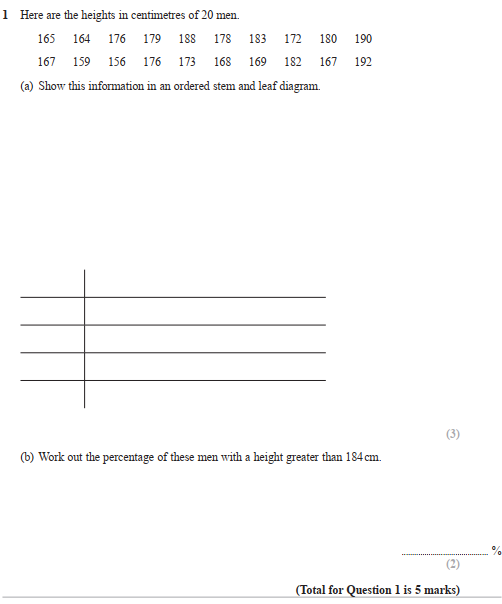 1 Here are the heights in centimetres of 20 men.
165 164 176 179 188 178 183 172 180 190
167 159 156 176 173 168 169 182 167 192
(a) Show this information in an ordered stem and leaf diagram.
(3)
(b) Work out the percentage of these men with a height greater than 184 cm.
%
(2)
(Total for Question 1 is 5 marks)